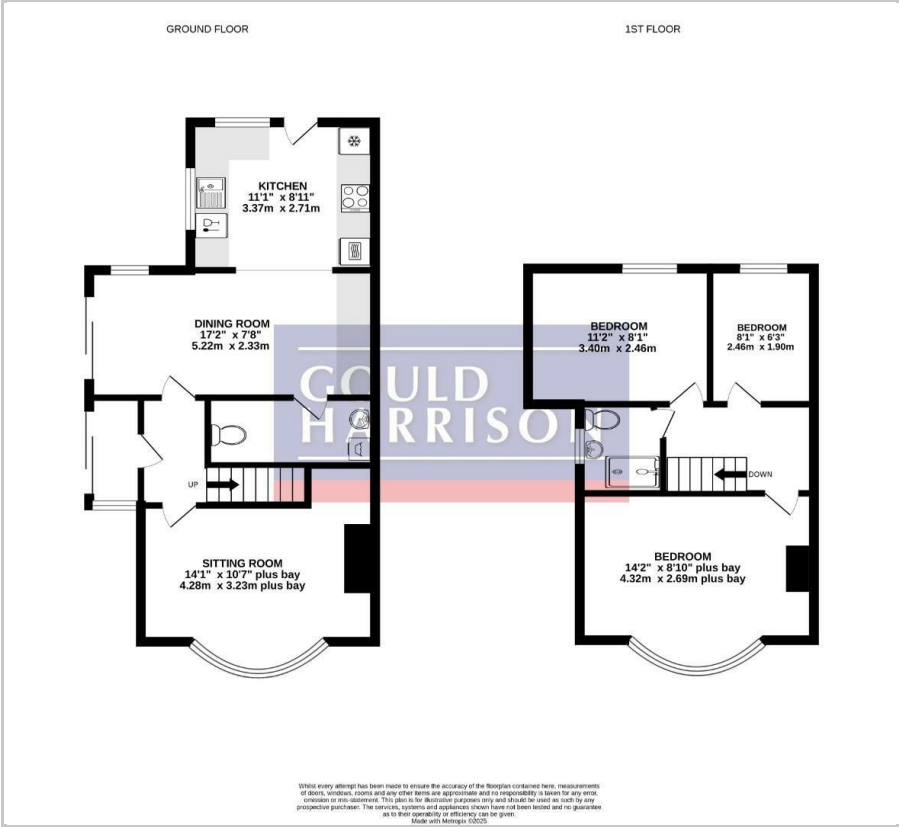 GROUND FLOOR
1ST FLOOR
KITCHEN
11'1" x 8'11"
3.37m x 2.71m
DINING ROOM
17'2" x 7'8"
5.22m x 2.33m
BEDROOM
11'2" x 8'1"
3.40m x 2.46m
BEDROOM
8'1" x 6'3"
2.46m x 1.90m
GOULD
HARRISON
UP
DOWN
SITTING ROOM
14'1" x 10'7" plus bay
4.28m x 3.23m plus bay
BEDROOM
14'2" x 8'10" plus bay
4.32m x 2.69m plus bay
Whilst every attempt has been made to ensure the accuracy of the floorplan contained here, measurements
of doors, windows, rooms and any other items are approximate and no responsibility is taken for any error,
omission or mis-statement. This plan is for illustrative purposes only and should be used as such by any
prospective purchaser. The services, systems and appliances shown have not been tested and no guarantee
as to their operability or efficiency can be given.
Made with Metropix ©2025